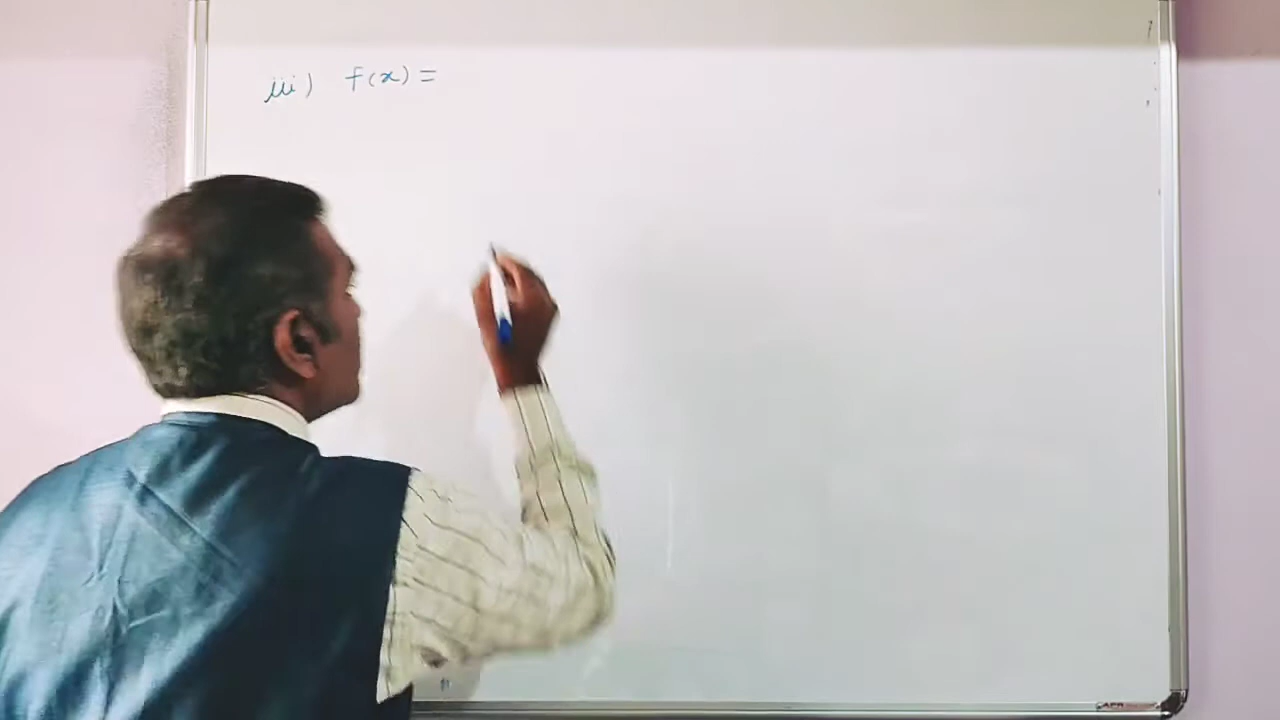 iii) f(x) =